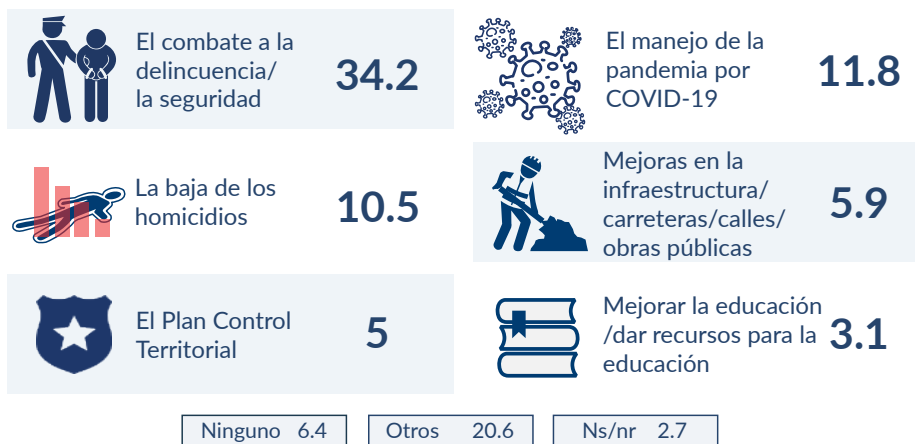 El combate a la
delincuencia/
la seguridad
34.2
El manejo de la
pandemia por
COVID-19
11.8
La baja de los
homicidios
10.5
Mejoras en la
infraestructura/
carreteras/calles/
obras públicas
5.9
El Plan Control
Territorial
5
Mejorar la educación
/dar recursos para la
educación
3.1
Ninguno 6.4
Otros 20.6
Ns/nr 2.7